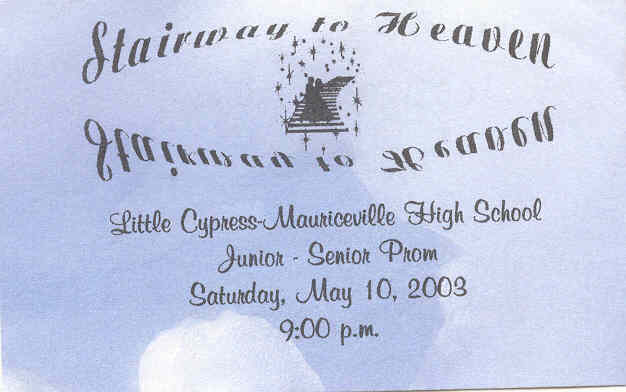 Stairway to Heaven
Stairway to Heaven
Little Cypress-Mauriceville High School
Junior - Senior Prom
Saturday, May 10, 2003
9:00 p.m.